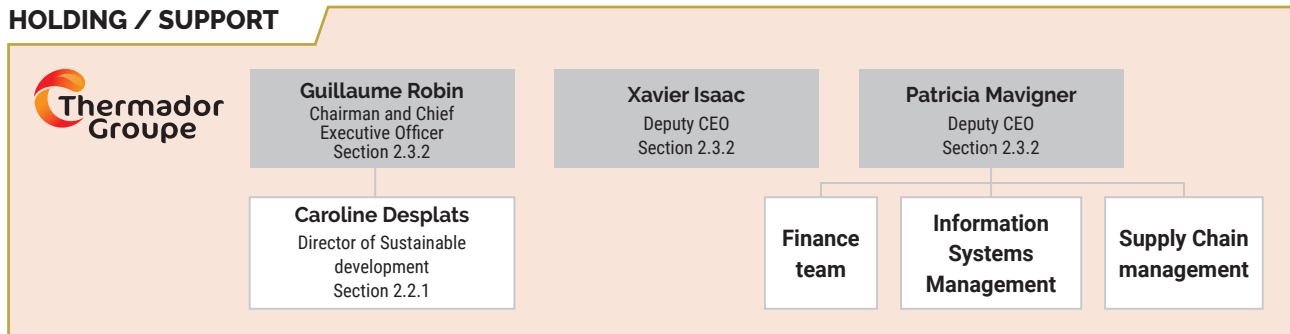 HOLDING / SUPPORT
Thermador
Groupe
Guillaume Robin
Chairman and Chief
Executive Officer
Section 2.3.2
Xavier Isaac
Deputy CEO
Section 2.3.2
Patricia Mavigner
Deputy CEO
Section 2.3.2
Caroline Desplats
Director of Sustainable
development
Section 2.2.1
Finance
team
Information
Systems
Management
Supply Chain
management